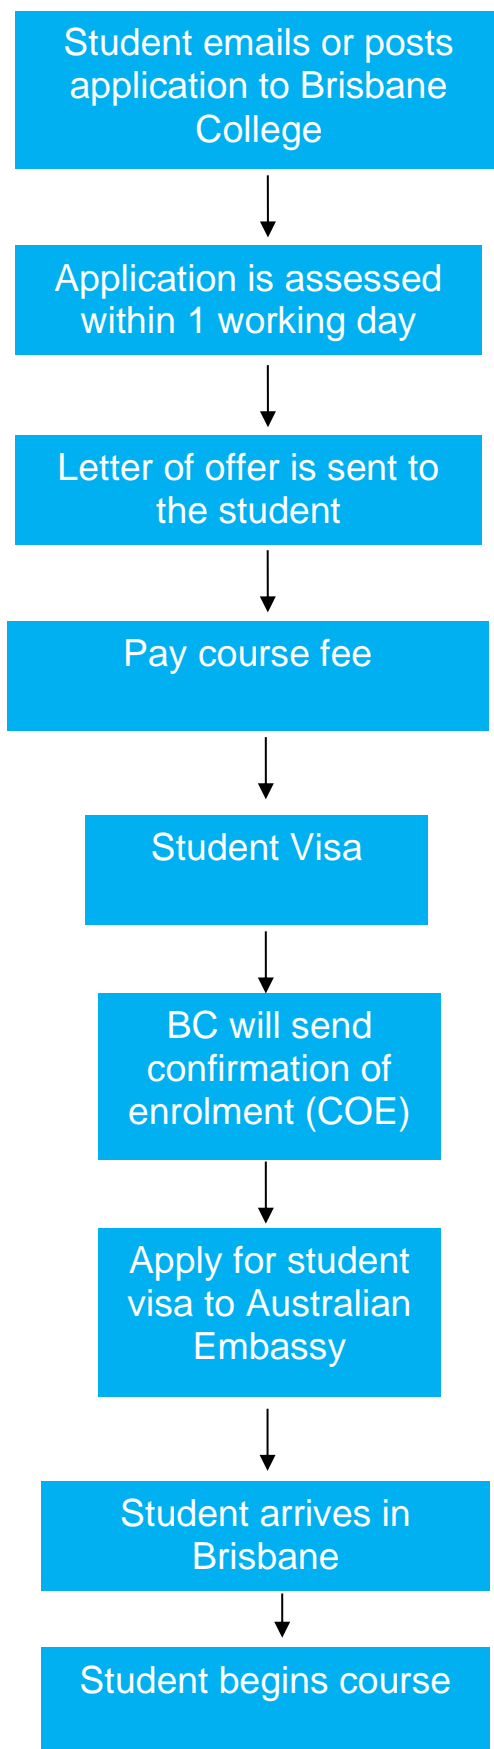 Student emails or posts
application to Brisbane
College
Application is assessed
within 1 working day
Letter of offer is sent to
the student
Pay course fee
Student Visa
BC will send
confirmation of
enrolment (COE)
Apply for student
visa to Australian
Embassy
Student arrives in
Brisbane
Student begins course